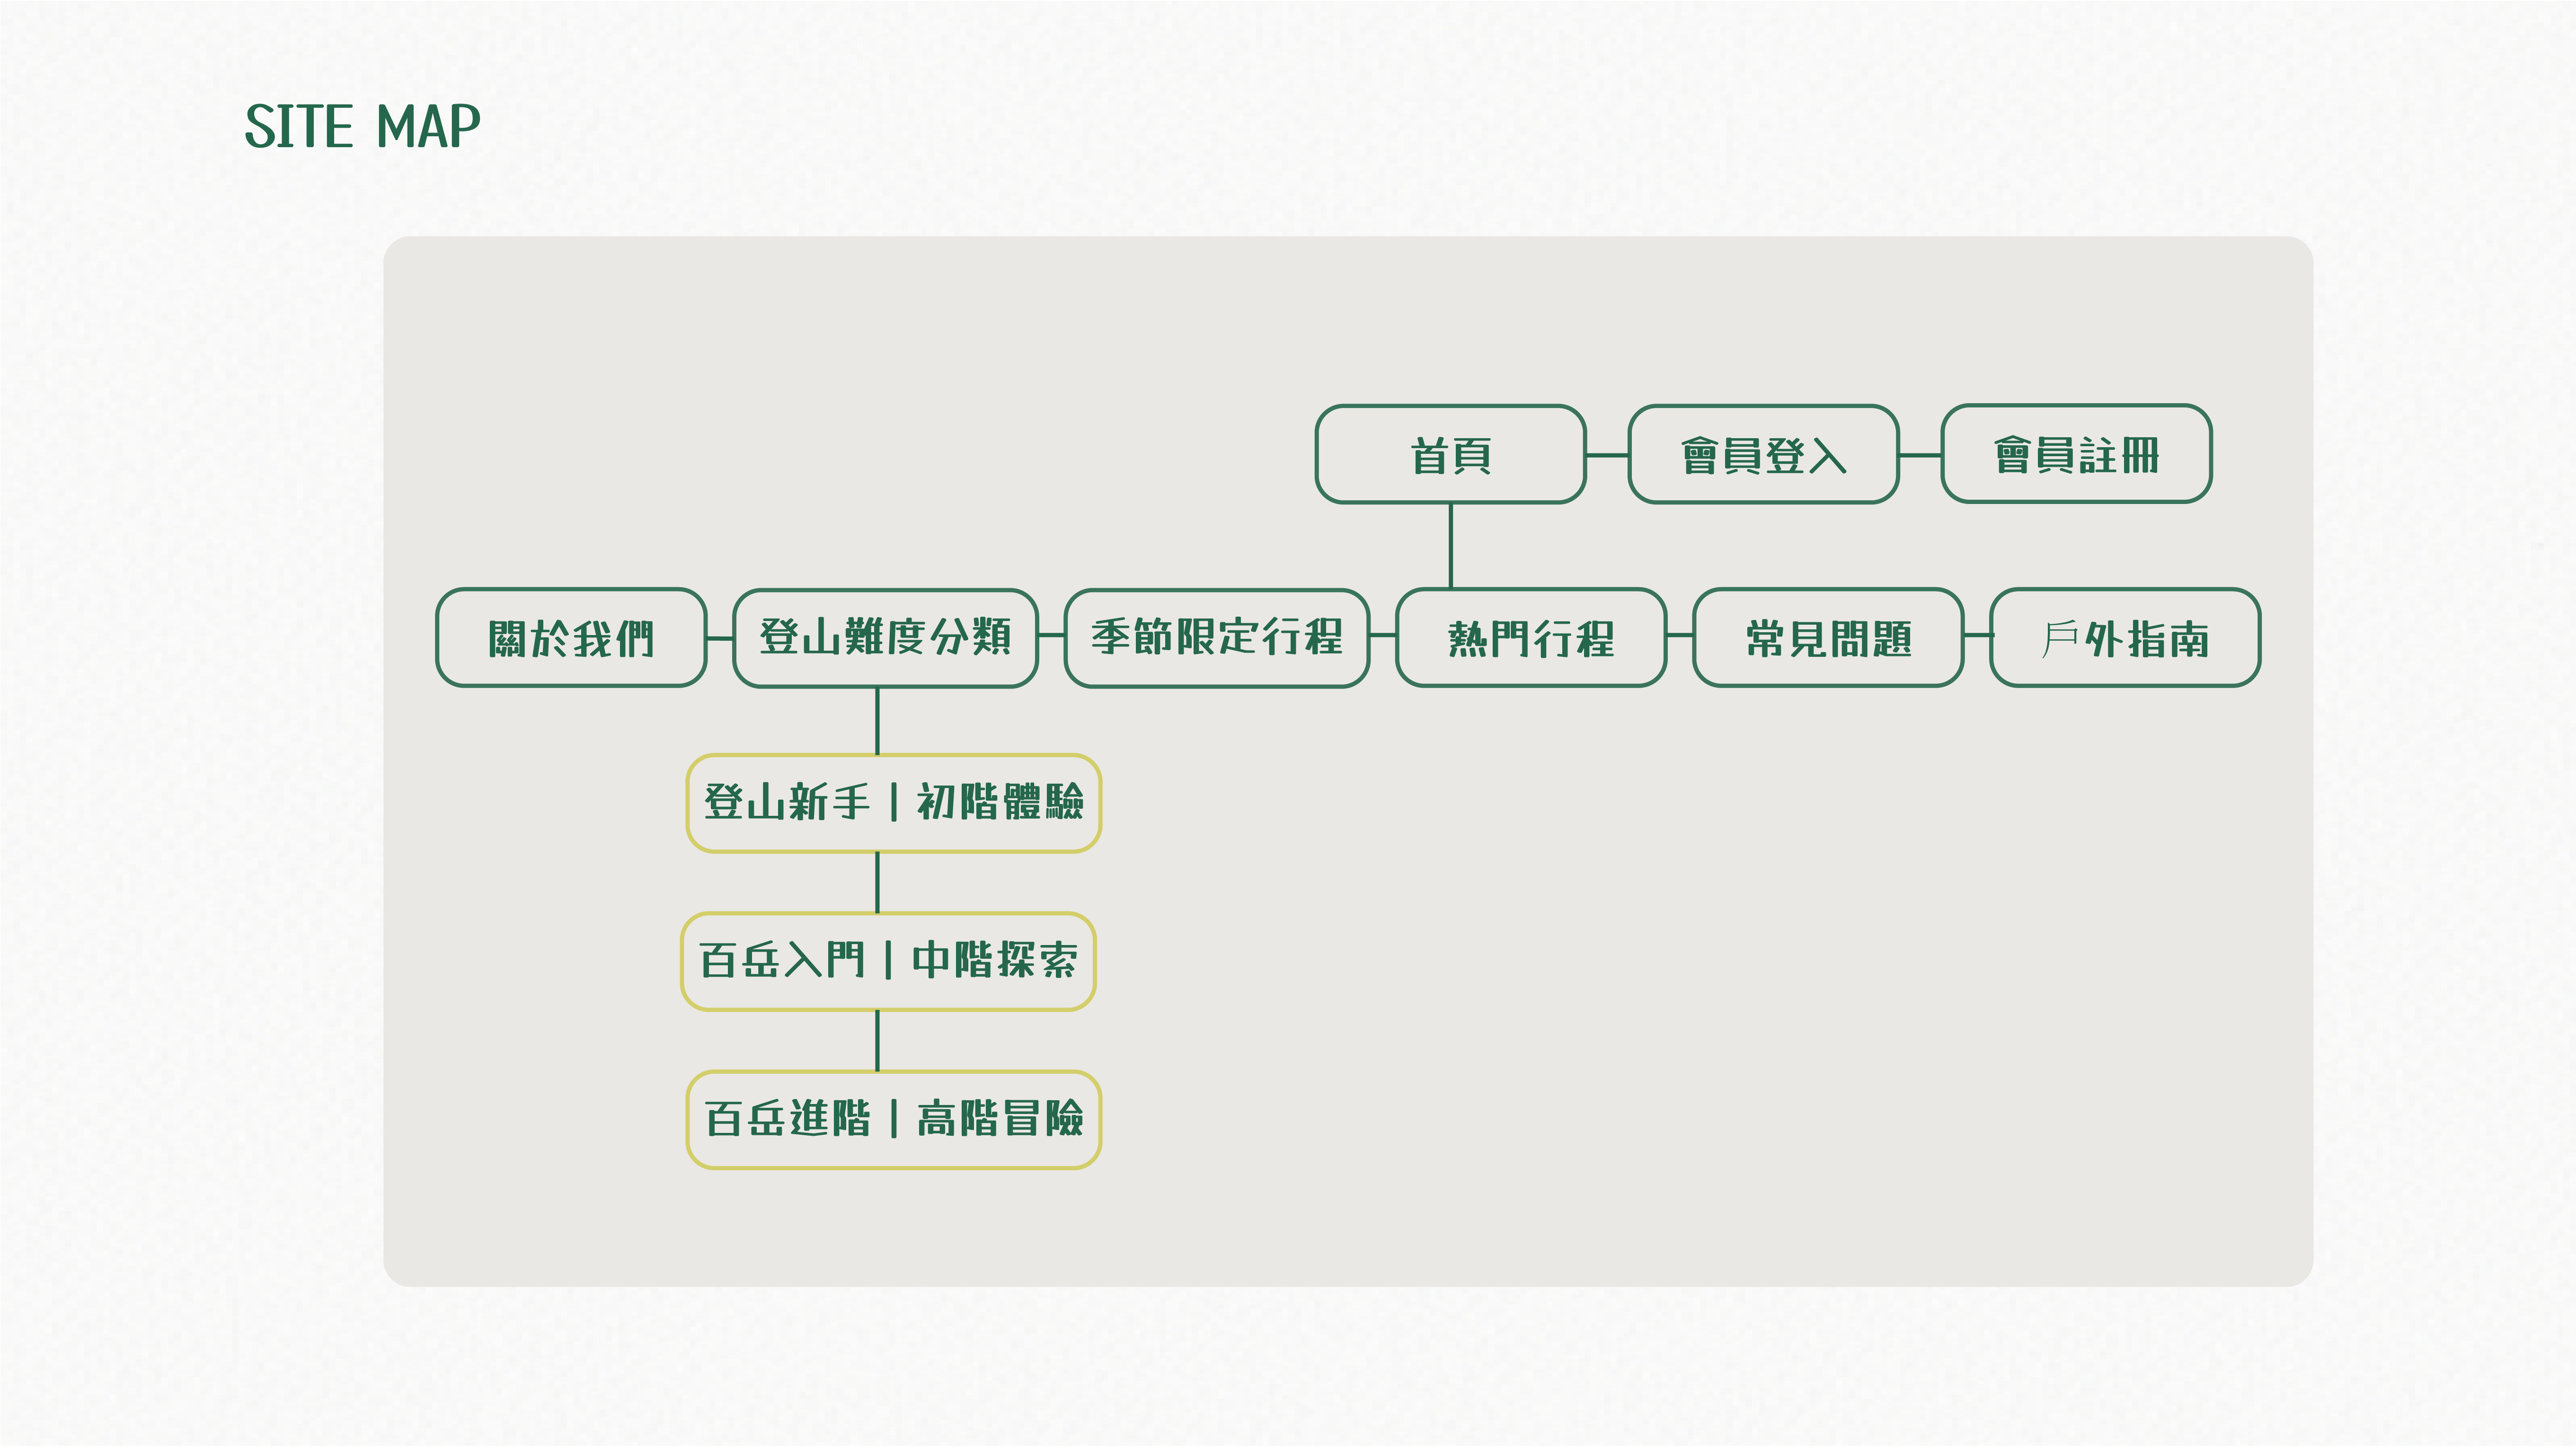 SITE MAP
首頁
會員登入
會員註冊
關於我們
登山難度分類
季節限定行程
熱門行程
常見問題
戶外指南
登山新手|初階體驗
百岳入門|中階探索
百岳進階|高階冒險